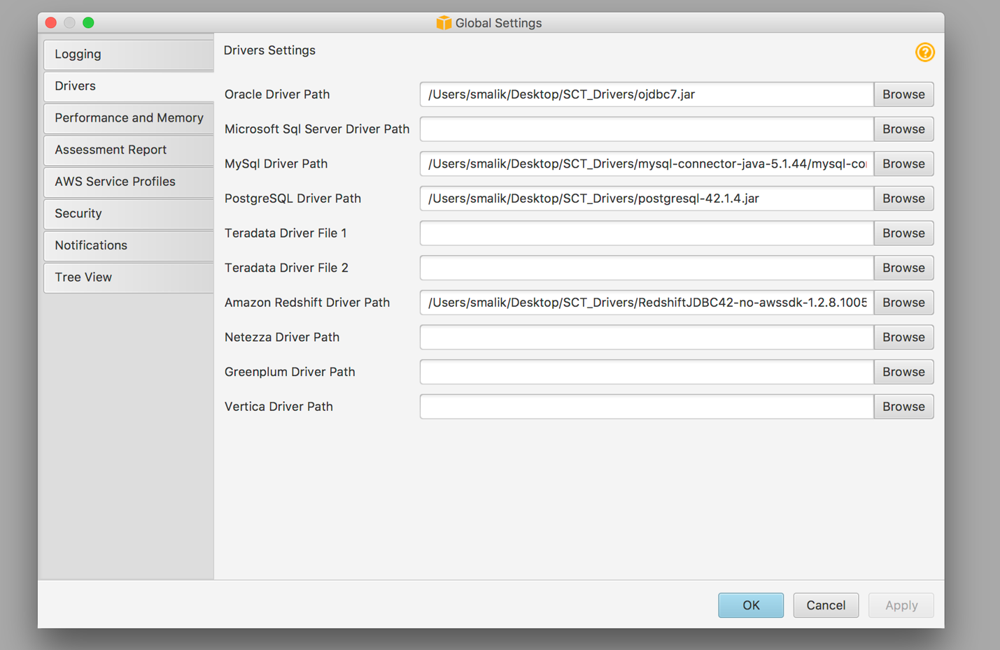 Global Settings
Logging
Drivers
Performance and Memory
Assessment Report
AWS Service Profiles
Security
Notifications
Tree View
Drivers Settings
?
Oracle Driver Path /Users/smalik/Desktop/SCT_Drivers/ojdbc7.jar Browse
Microsoft Sql Server Driver Path Browse
MySql Driver Path /Users/smalik/Desktop/SCT_Drivers/mysql-connector-java-5.1.44/mysql-co Browse
PostgreSQL Driver Path /Users/smalik/Desktop/SCT_Drivers/postgresql-42.1.4.jar Browse
Teradata Driver File 1 Browse
Teradata Driver File 2 Browse
Amazon Redshift Driver Path /Users/smalik/Desktop/SCT_Drivers/RedshiftJDBC42-no-awssdk-1.2.8.1005 Browse
Netezza Driver Path Browse
Greenplum Driver Path Browse
Vertica Driver Path Browse
OK Cancel Apply